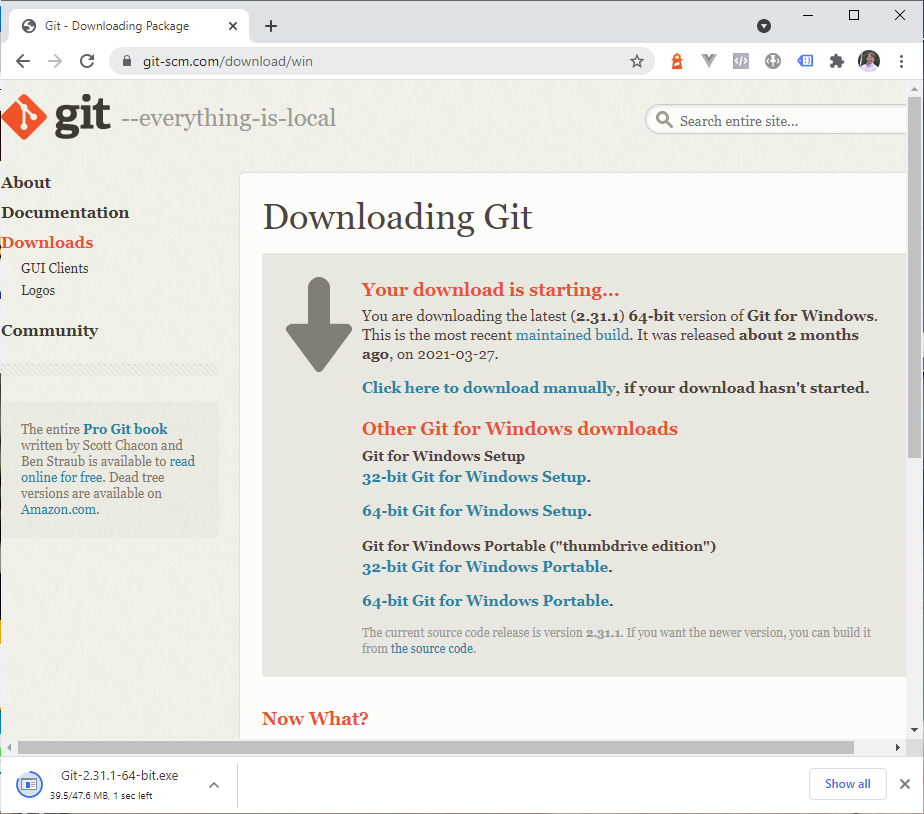 Git - Downloading Package
git-scm.com/download/win
git --everything-is-local
Search entire site...
About
Documentation
Downloads
GUI Clients
Logos
Community
The entire Pro Git book
written by Scott Chacon and
Ben Straub is available to read
online for free. Dead tree
versions are available on
Amazon.com.
Downloading Git
Your download is starting...
You are downloading the latest (2.31.1) 64-bit version of Git for Windows.
This is the most recent maintained build. It was released about 2 months
ago, on 2021-03-27.
Click here to download manually, if your download hasn't started.
Other Git for Windows downloads
Git for Windows Setup
32-bit Git for Windows Setup.
64-bit Git for Windows Setup.
Git for Windows Portable ("thumbdrive edition")
32-bit Git for Windows Portable.
64-bit Git for Windows Portable.
The current source code release is version 2.31.1. If you want the newer version, you can build it
from the source code.
Now What?
Git-2.31.1-64-bit.exe
39.5/47.6 MB, 1 sec left
Show all